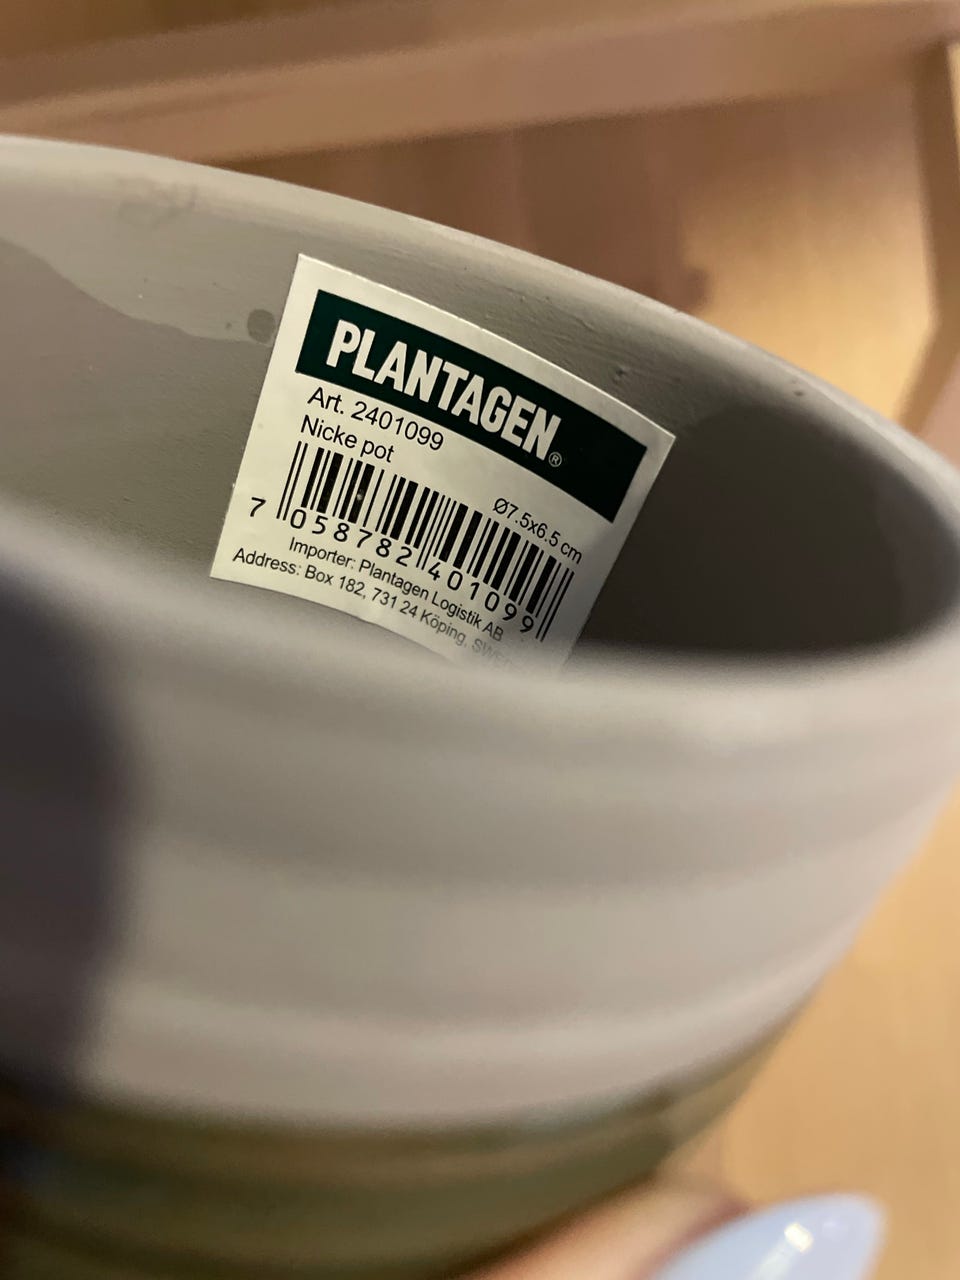 PLANTAGEN®
Art. 2401099
Nicke pot
Ø7.5x6.5 cm
7 058782 401099
Importer: Plantagen Logistik AB
Address: Box 182, 731 24 Köping,